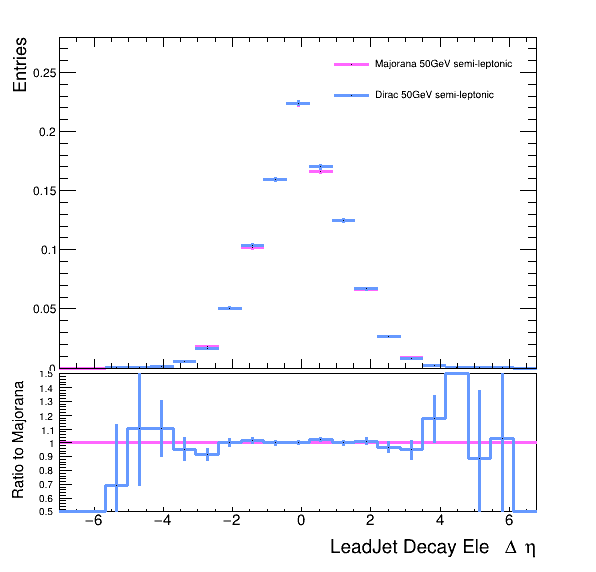 Entries
0.25
0.2
0.15
0.1
0.05
0
Majorana 50GeV semi-leptonic
Dirac 50GeV semi-leptonic
Ratio to Majorana
1.5
1.4
1.3
1.2
1.1
1
0.9
0.8
0.7
0.6
0.5
−6 −4 −2 0 2 4 6
LeadJet Decay Ele Δ η